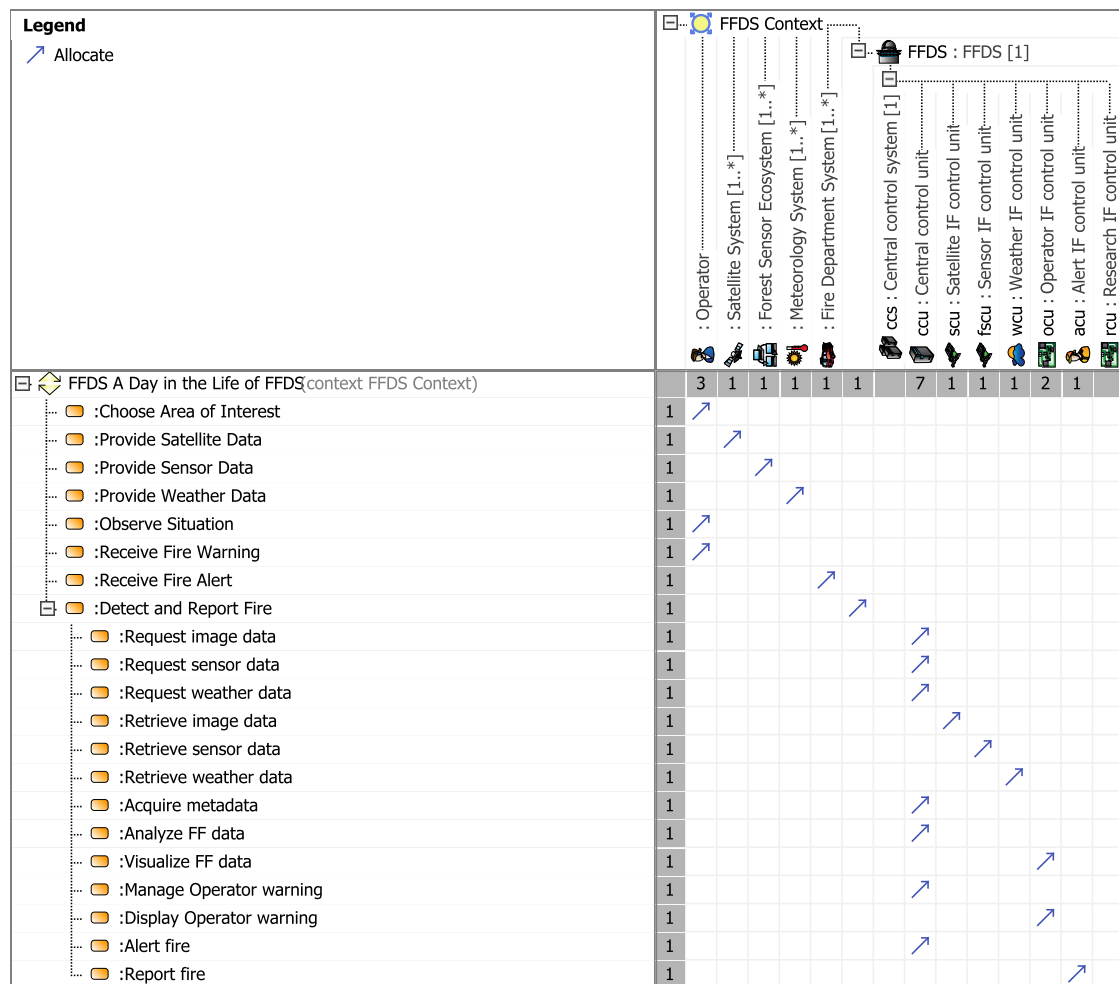 Legend
Allocate
FFDS Context
FFDS : FFDS [1]
: Operator
: Satellite System [1..*]
: Forest Sensor Ecosystem [1..*]
: Meteorology System [1..*]
: Fire Department System [1..*]
ccs : Central control system [1]
ccu : Central control unit
scu : Satellite IF control unit
fscu : Sensor IF control unit
wcu : Weather IF control unit
ocu : Operator IF control unit
acu : Alert IF control unit
rcu : Research IF control unit
FFDS A Day in the Life of FFDS(context FFDS Context) 3 1 1 1 1 1 7 1 1 1 2 1
:Choose Area of Interest 1
:Provide Satellite Data 1
:Provide Sensor Data 1
:Provide Weather Data 1
:Observe Situation 1
:Receive Fire Warning 1
:Receive Fire Alert 1
:Detect and Report Fire 1
:Request image data 1
:Request sensor data 1
:Request weather data 1
:Retrieve image data 1
:Retrieve sensor data 1
:Retrieve weather data 1
:Acquire metadata 1
:Analyze FF data 1
:Visualize FF data 1
:Manage Operator warning 1
:Display Operator warning 1
:Alert fire 1
:Report fire 1